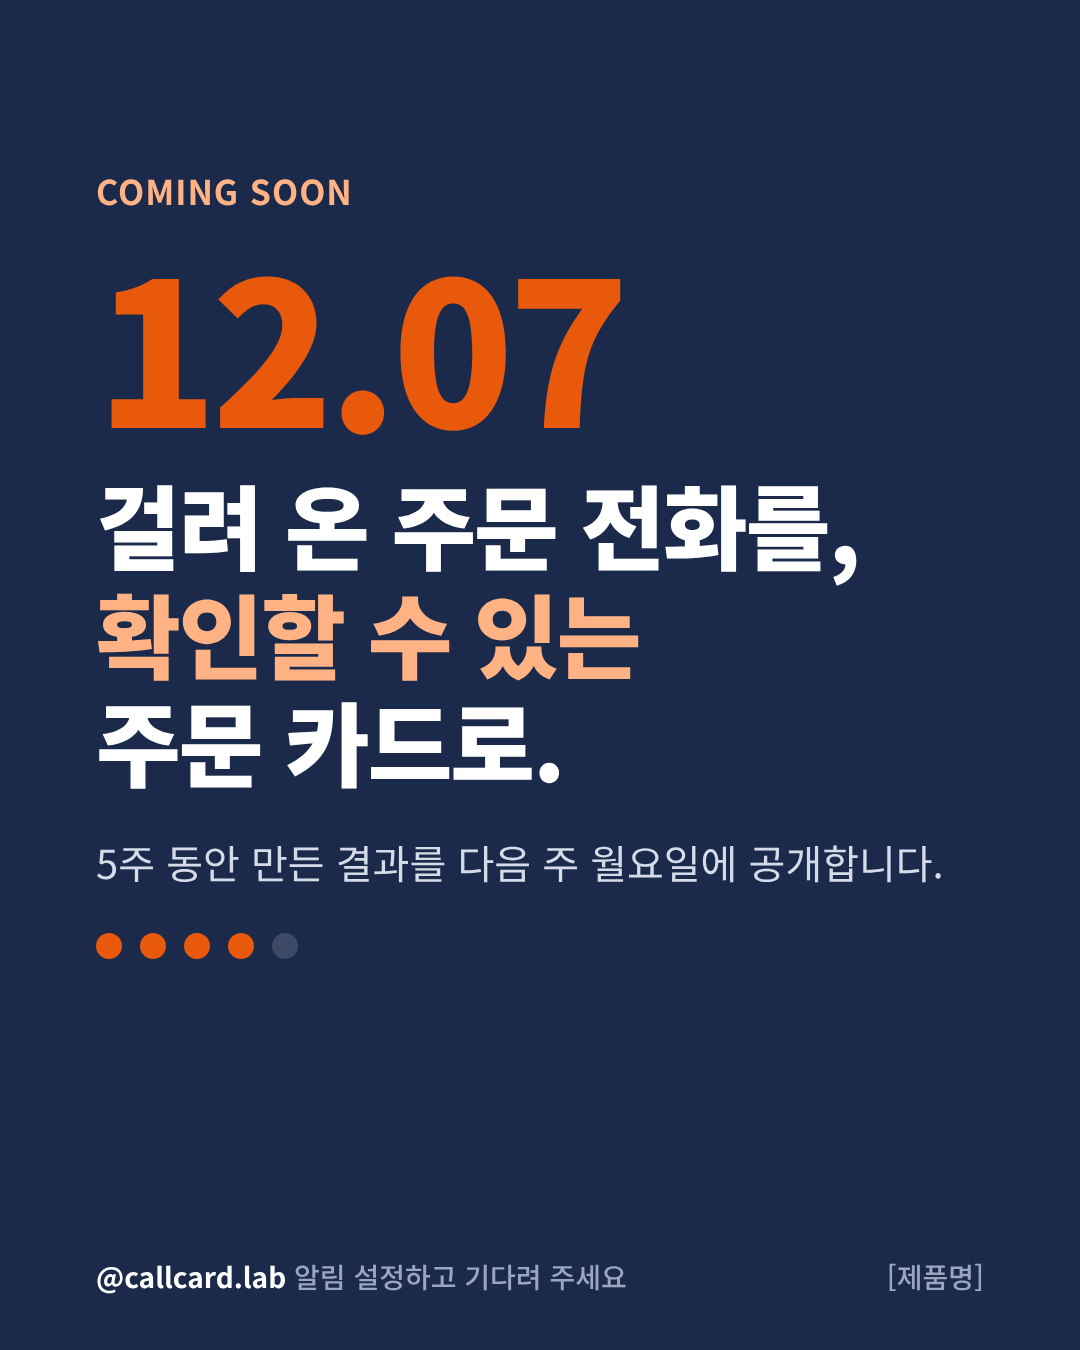 COMING SOON
12.07
걸려 온 주문 전화를,
확인할 수 있는
주문 카드로.
5주 동안 만든 결과를 다음 주 월요일에 공개합니다.
@callcard.lab 알림 설정하고 기다려 주세요
[제품명]